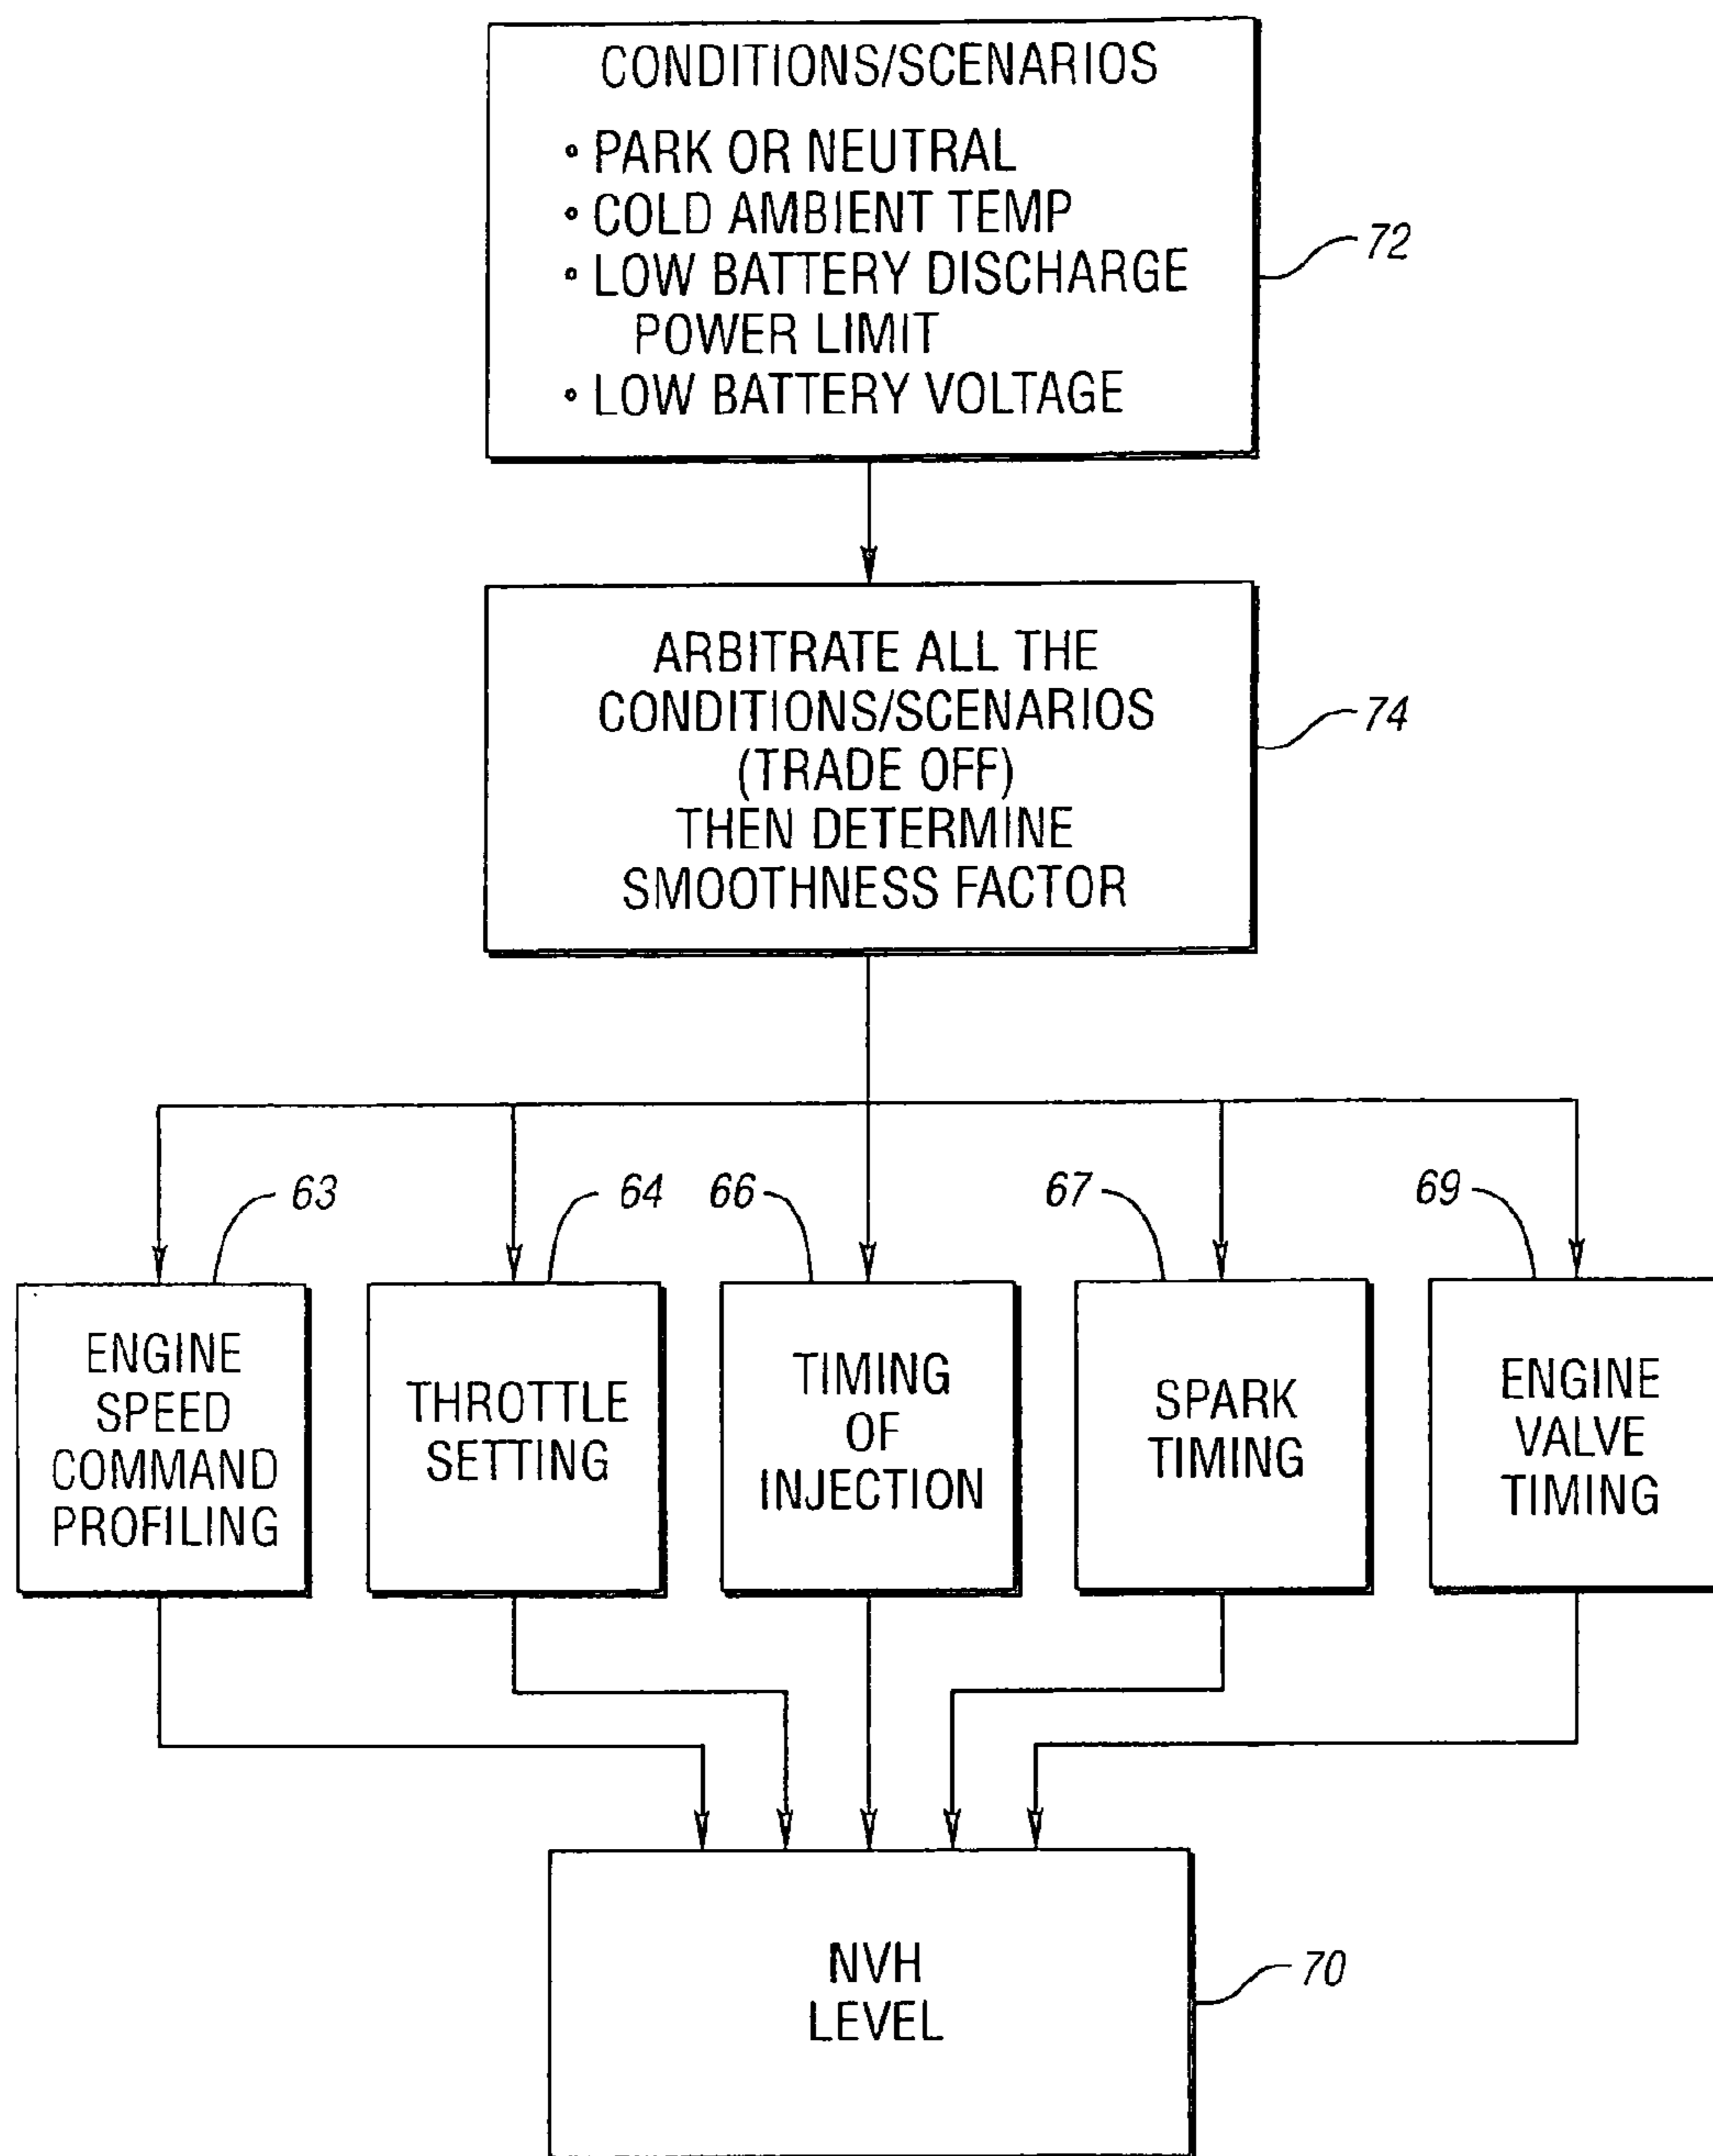 CONDITIONS/SCENARIOS
• PARK OR NEUTRAL
• COLD AMBIENT TEMP
• LOW BATTERY DISCHARGE
POWER LIMIT
• LOW BATTERY VOLTAGE
72
ARBITRATE ALL THE
CONDITIONS/SCENARIOS
(TRADE OFF)
THEN DETERMINE
SMOOTHNESS FACTOR
74
63
64
66
67
69
ENGINE
SPEED
COMMAND
PROFILING
THROTTLE
SETTING
TIMING
OF
INJECTION
SPARK
TIMING
ENGINE
VALVE
TIMING
NVH
LEVEL
70